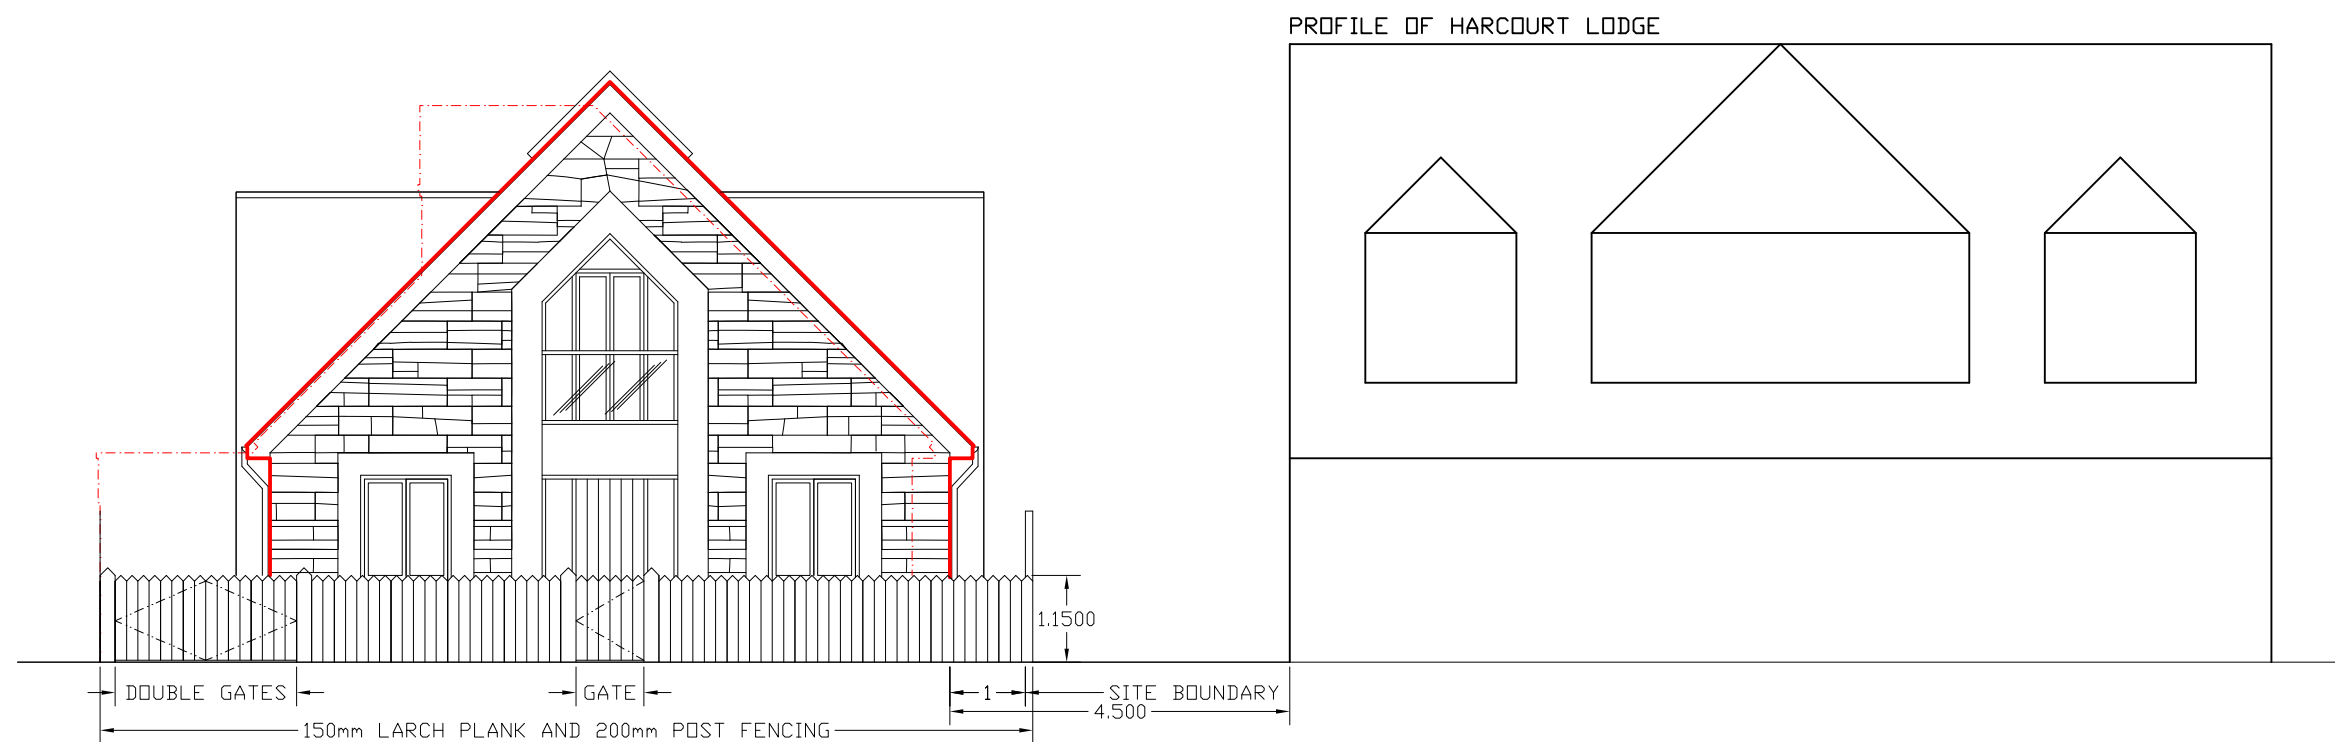 PROFILE OF HARCOURT LODGE
1.1500
DOUBLE GATES
GATE
1
SITE BOUNDARY
4.500
150mm LARCH PLANK AND 200mm POST FENCING